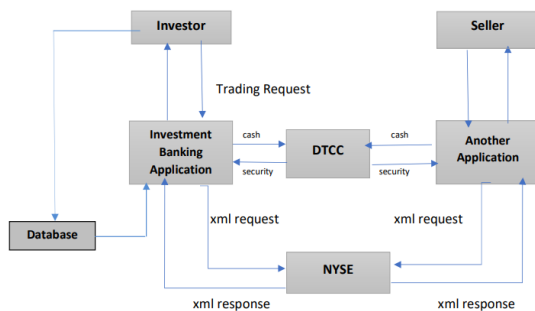 Investor
Seller
Trading Request
Investment
Banking
Application
cash
security
DTCC
cash
security
Another
Application
xml request
xml request
Database
NYSE
xml response
xml response